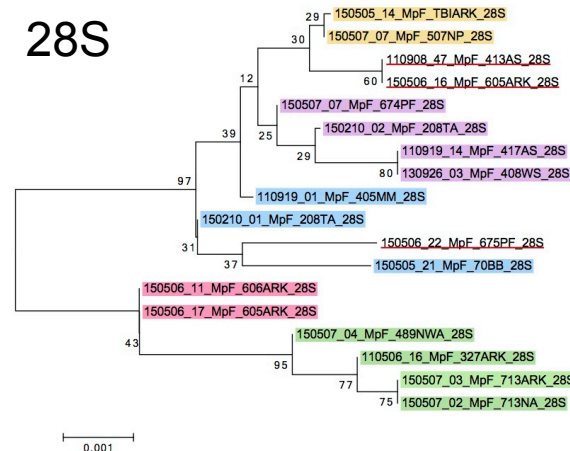 28S
29
150505_14_MpF_TBIARK_28S
150507_07_MpF_507NP_28S
30
110908_47_MpF_413AS_28S
60
150506_16_MpF_605ARK_28S
12
150507_07_MpF_674PF_28S
25
150210_02_MpF_208TA_28S
39
29
110919_14_MpF_417AS_28S
80
130926_03_MpF_408WS_28S
97
110919_01_MpF_405MM_28S
150210_01_MpF_208TA_28S
31
150506_22_MpF_675PF_28S
37
150505_21_MpF_70BB_28S
150506_11_MpF_606ARK_28S
150506_17_MpF_605ARK_28S
43
150507_04_MpF_489NWA_28S
95
110506_16_MpF_327ARK_28S
77
150507_03_MpF_713ARK_28S
75
150507_02_MpF_713NA_28S
0.001